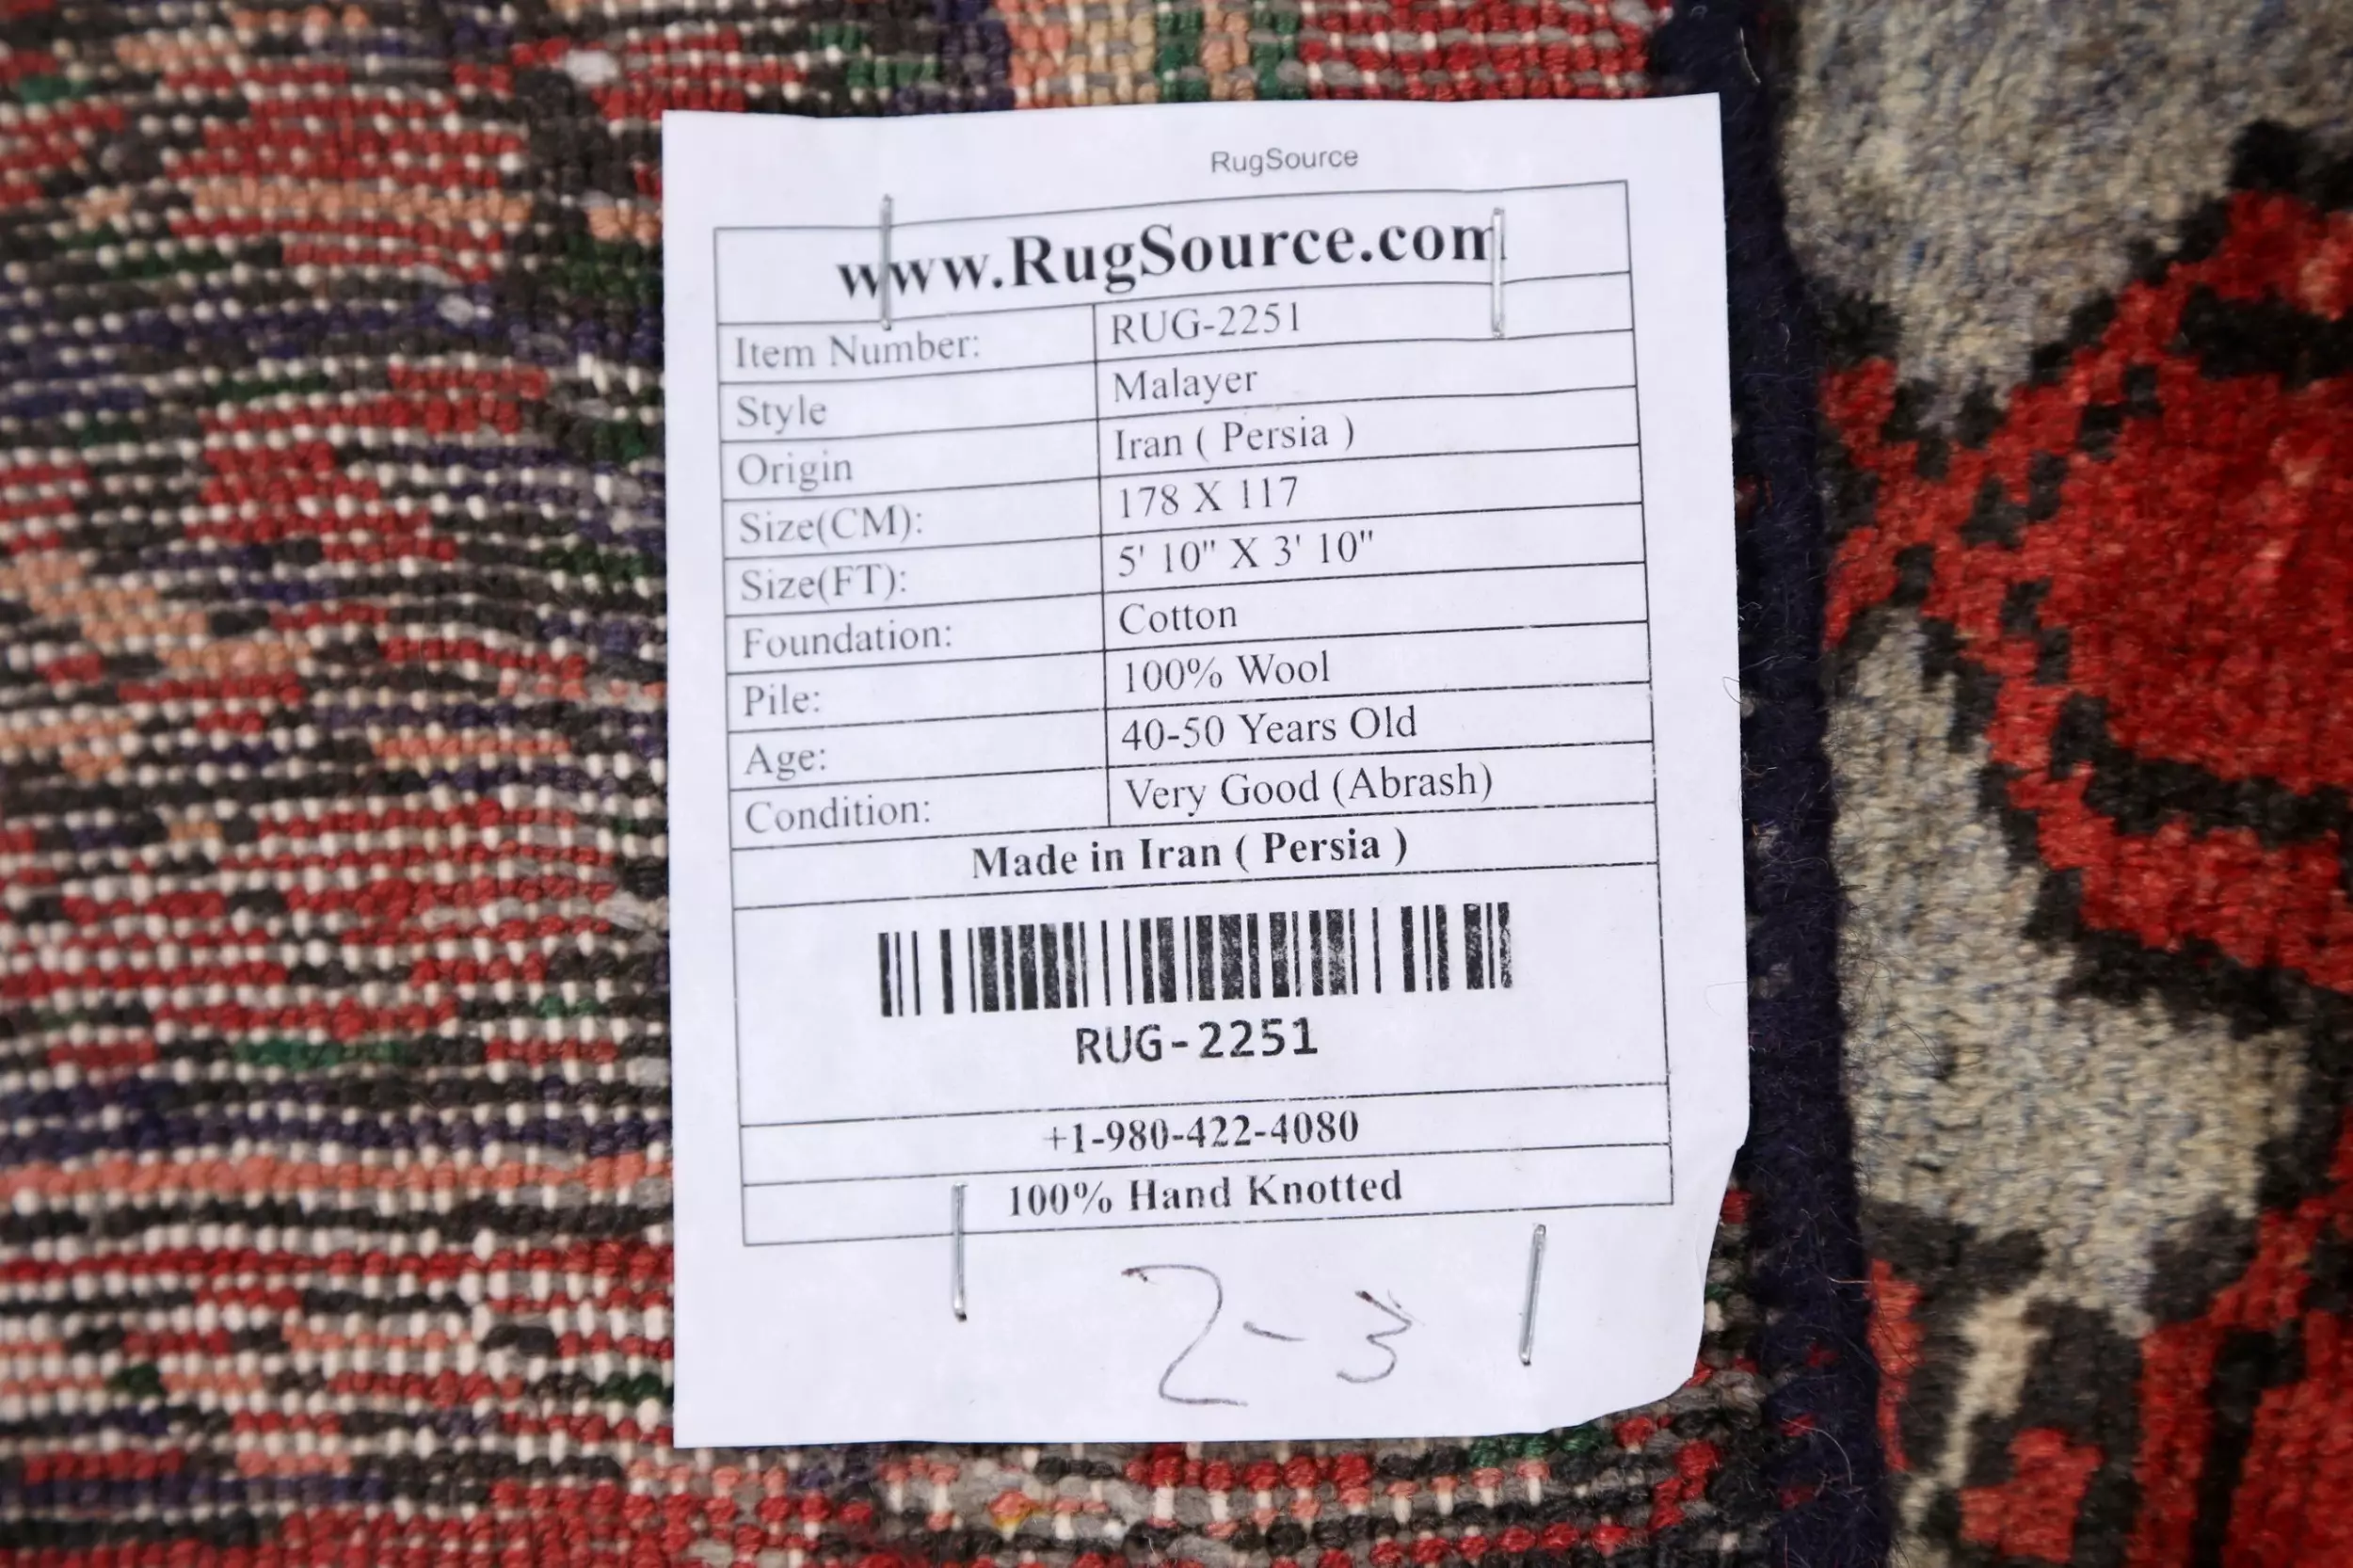 RugSource
www.RugSource.com
Item Number: RUG-2251
Style Malayer
Origin Iran ( Persia )
Size(CM): 178 X 117
Size(FT): 5' 10" X 3' 10"
Foundation: Cotton
Pile: 100% Wool
Age: 40-50 Years Old
Condition: Very Good (Abrash)
Made in Iran ( Persia )
RUG-2251
+1-980-422-4080
100% Hand Knotted
2-3